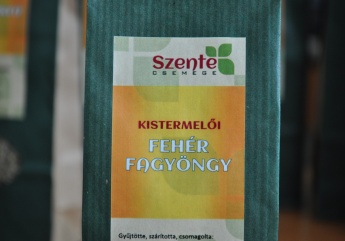 Szente
CSEMEGE
KISTERMELŐI
FEHÉR
FAGYÖNGY
Gyűjtötte, szárította, csomagolta: